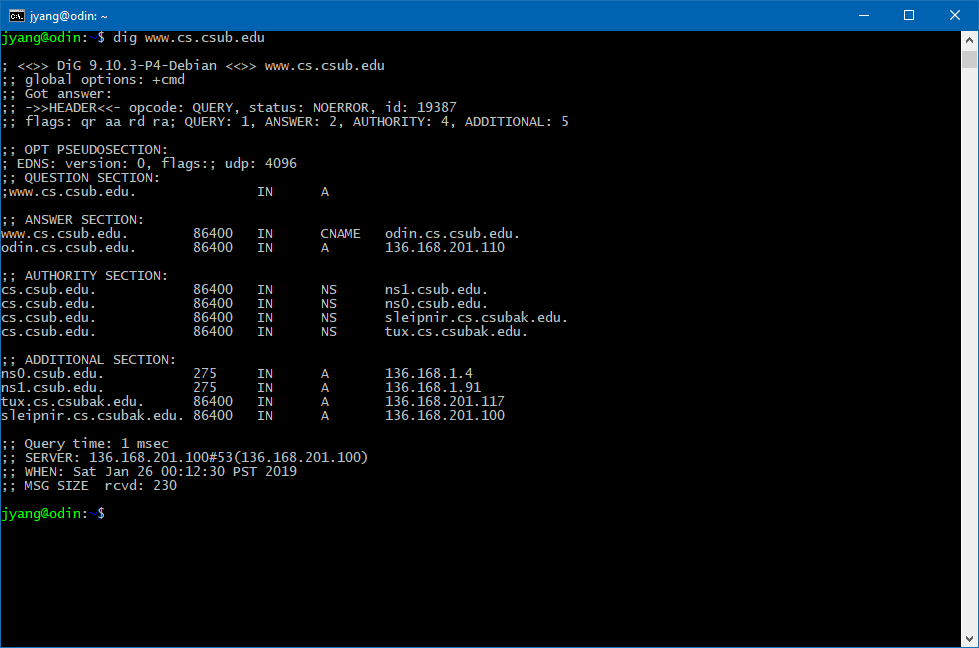 jyang@odin: ~
jyang@odin:~$ dig www.cs.csub.edu

; <<>> DiG 9.10.3-P4-Debian <<>> www.cs.csub.edu
;; global options: +cmd
;; Got answer:
;; ->>HEADER<<- opcode: QUERY, status: NOERROR, id: 19387
;; flags: qr aa rd ra; QUERY: 1, ANSWER: 2, AUTHORITY: 4, ADDITIONAL: 5

;; OPT PSEUDOSECTION:
; EDNS: version: 0, flags:; udp: 4096
;; QUESTION SECTION:
;www.cs.csub.edu.               IN      A

;; ANSWER SECTION:
www.cs.csub.edu.        86400   IN      CNAME   odin.cs.csub.edu.
odin.cs.csub.edu.       86400   IN      A       136.168.201.110

;; AUTHORITY SECTION:
cs.csub.edu.            86400   IN      NS      ns1.csub.edu.
cs.csub.edu.            86400   IN      NS      ns0.csub.edu.
cs.csub.edu.            86400   IN      NS      sleipnir.cs.csubak.edu.
cs.csub.edu.            86400   IN      NS      tux.cs.csubak.edu.

;; ADDITIONAL SECTION:
ns0.csub.edu.           275     IN      A       136.168.1.4
ns1.csub.edu.           275     IN      A       136.168.1.91
tux.cs.csubak.edu.      86400   IN      A       136.168.201.117
sleipnir.cs.csubak.edu. 86400   IN      A       136.168.201.100

;; Query time: 1 msec
;; SERVER: 136.168.201.100#53(136.168.201.100)
;; WHEN: Sat Jan 26 00:12:30 PST 2019
;; MSG SIZE  rcvd: 230

jyang@odin:~$